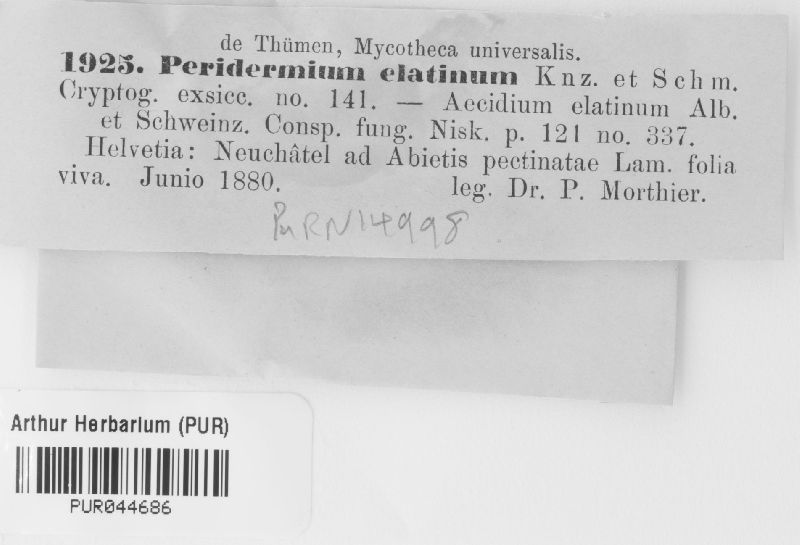 de Thümen, Mycotheca universalis.
1925. Peridermium elatinum Knz. et Schm.
Cryptog. exsicc. no. 141. — Aecidium elatinum Alb.
et Schweinz. Consp. fung. Nisk. p. 121 no. 337.
Helvetia: Neuchâtel ad Abietis pectinatae Lam. folia
viva. Junio 1880. leg. Dr. P. Morthier.
PURN14998
Arthur Herbarium (PUR)
PUR044686